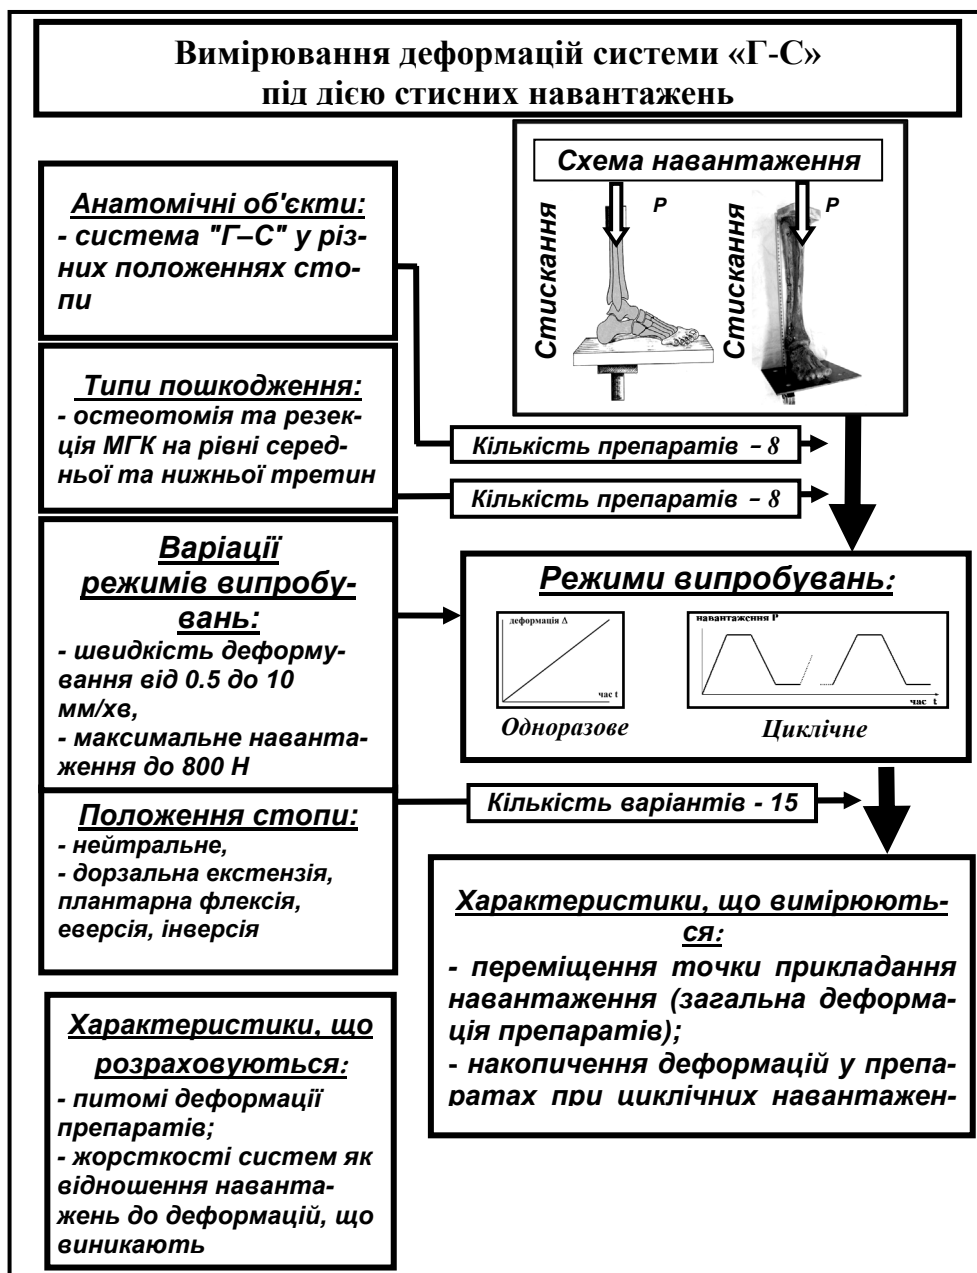 Вимірювання деформацій системи «Г-С»
під дією стисних навантажень
Схема навантаження
P
P
Стискання
Стискання
Анатомічні об'єкти:
- система "Г–С" у різ-
них положеннях сто-
пи
Типи пошкодження:
- остеотомія та резек-
ція МГК на рівні серед-
ньої та нижньої третин
Кількість препаратів – 8
Кількість препаратів – 8
Варіації
режимів випробу-
вань:
- швидкість деформу-
вання від 0.5 до 10
мм/хв,
- максимальне наванта-
ження до 800 Н
Режими випробувань:
деформація Δ
час t
Одноразове
навантаження P
час t
Циклічне
Кількість варіантів - 15
Положення стопи:
- нейтральне,
- дорзальна екстензія,
плантарна флексія,
еверсія, інверсія
Характеристики, що вимірюють-
ся:
- переміщення точки прикладання
навантаження (загальна деформа-
ція препаратів);
- накопичення деформацій у препа-
ратах при циклічних навантажен-
Характеристики, що
розраховуються:
- питомі деформації
препаратів;
- жорсткості систем як
відношення наванта-
жень до деформацій, що
виникають